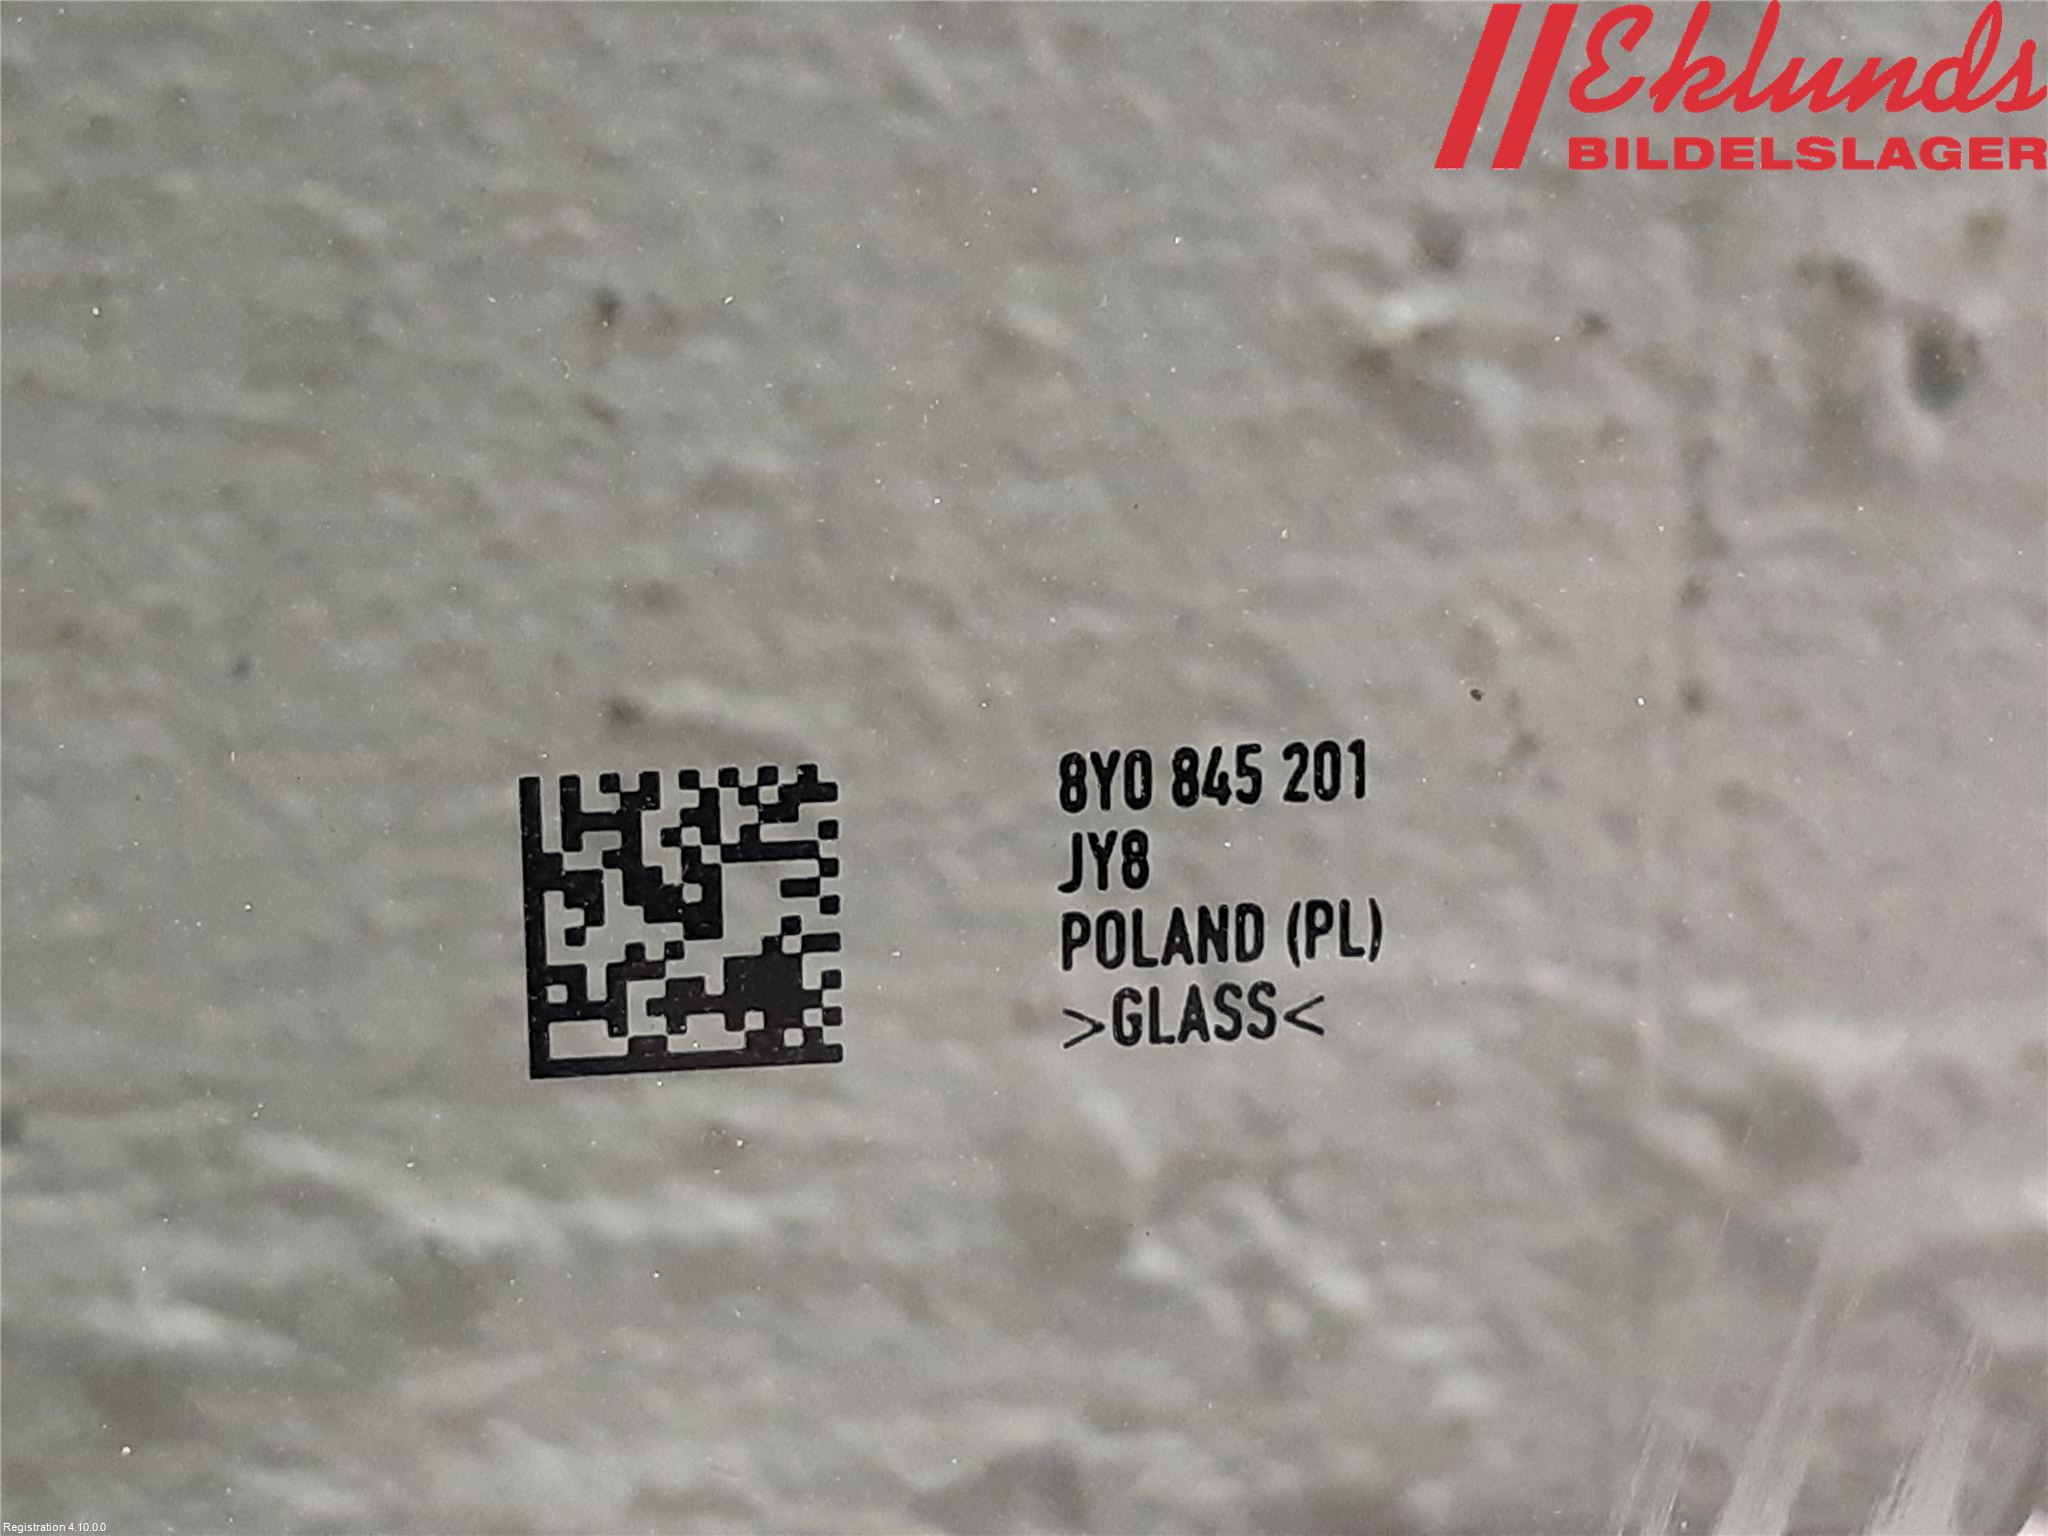 Eklunds
BILDELSLAGER
8Y0 845 201
JY8
POLAND (PL)
>GLASS<
Registration 4.10.0.0